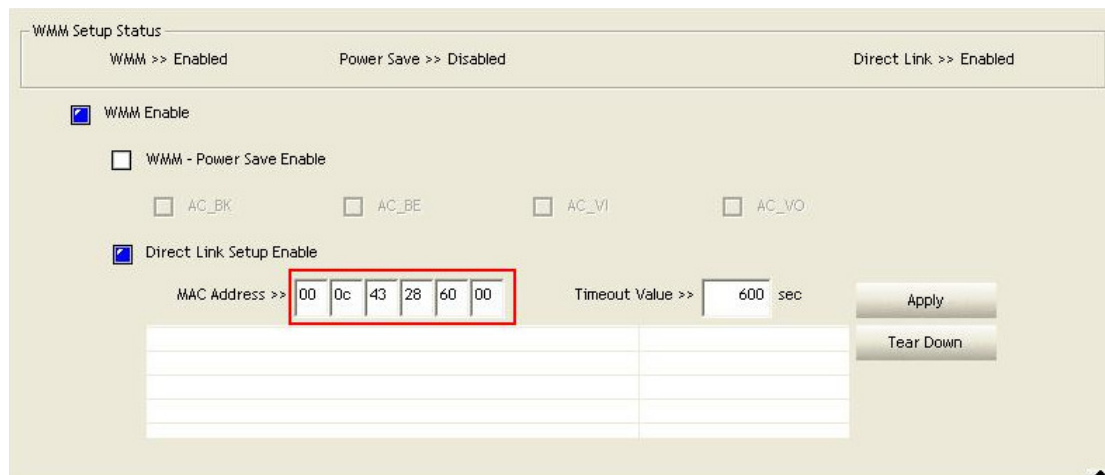 WMM Setup Status
WMM >> Enabled Power Save >> Disabled Direct Link >> Enabled
WMM Enable
WMM - Power Save Enable
AC_BK AC_BE AC_VI AC_VO
Direct Link Setup Enable
MAC Address >> 00 0c 43 28 60 00 Timeout Value >> 600 sec Apply
Tear Down